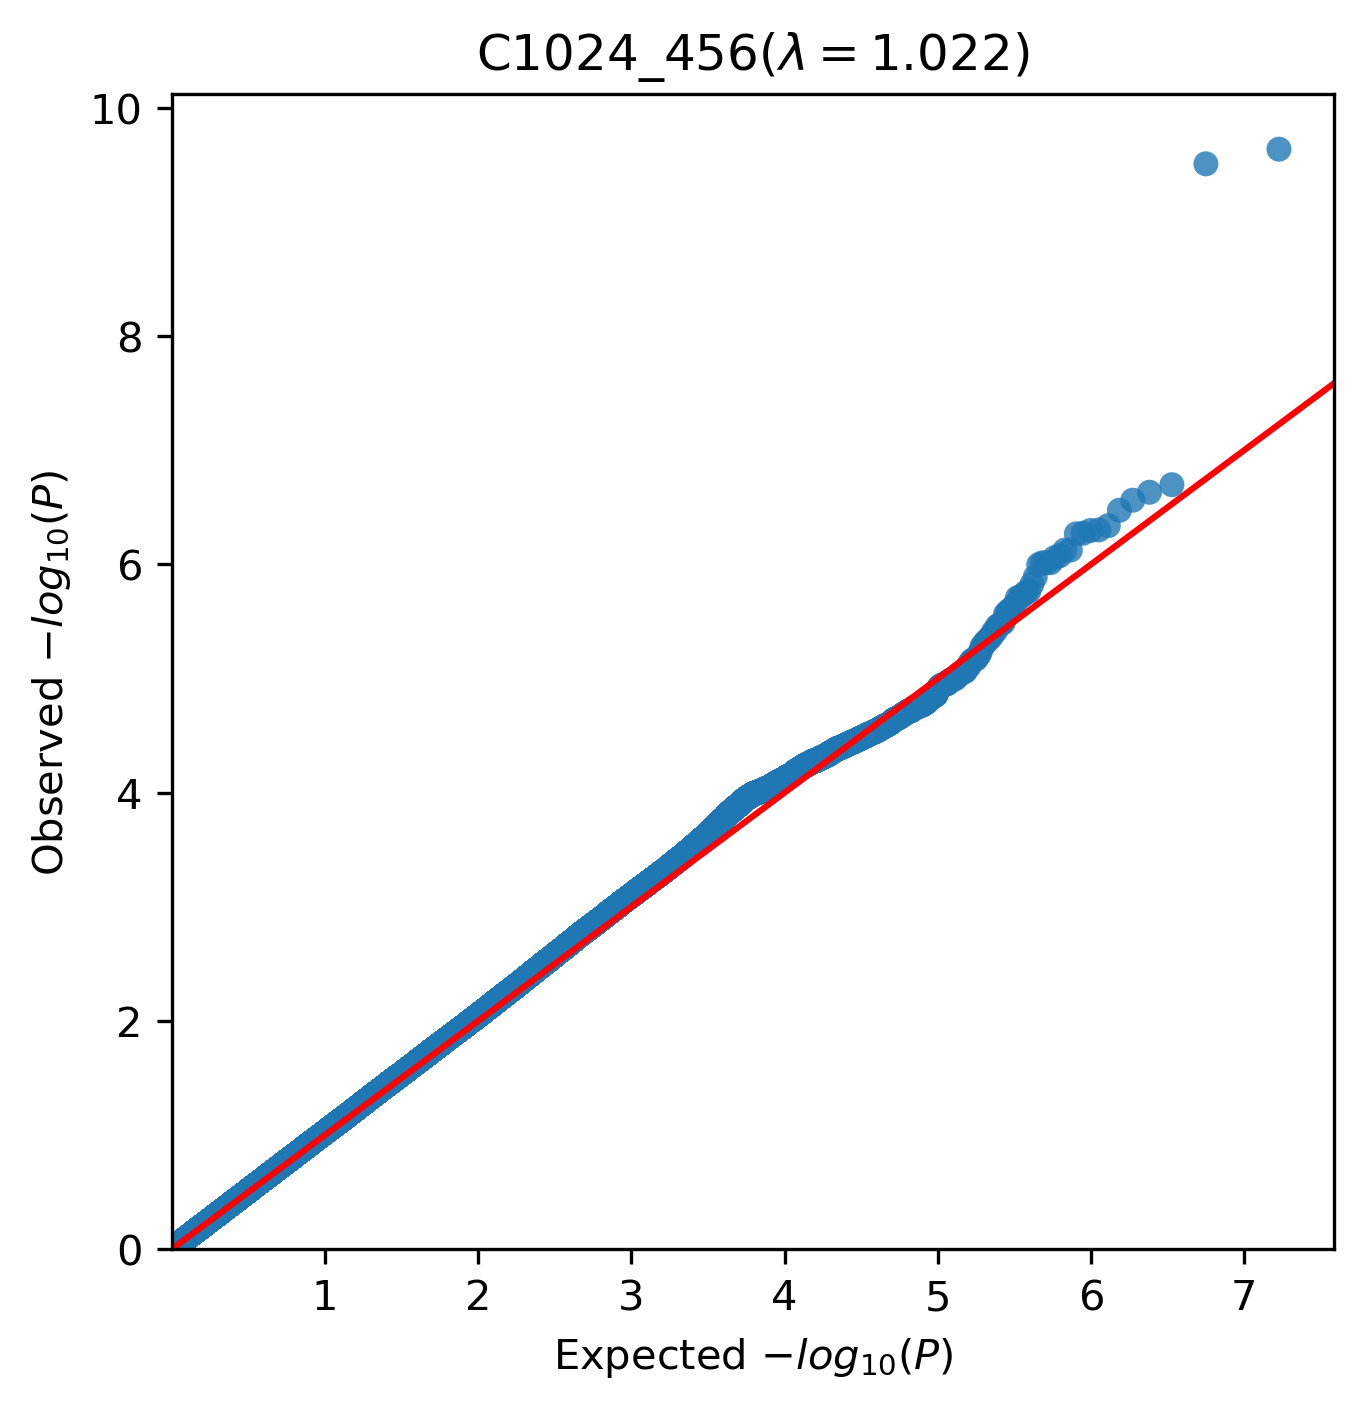 C1024_456(λ = 1.022)
10
8
6
4
2
0
Observed −log₁₀(P)
1 2 3 4 5 6 7
Expected −log₁₀(P)